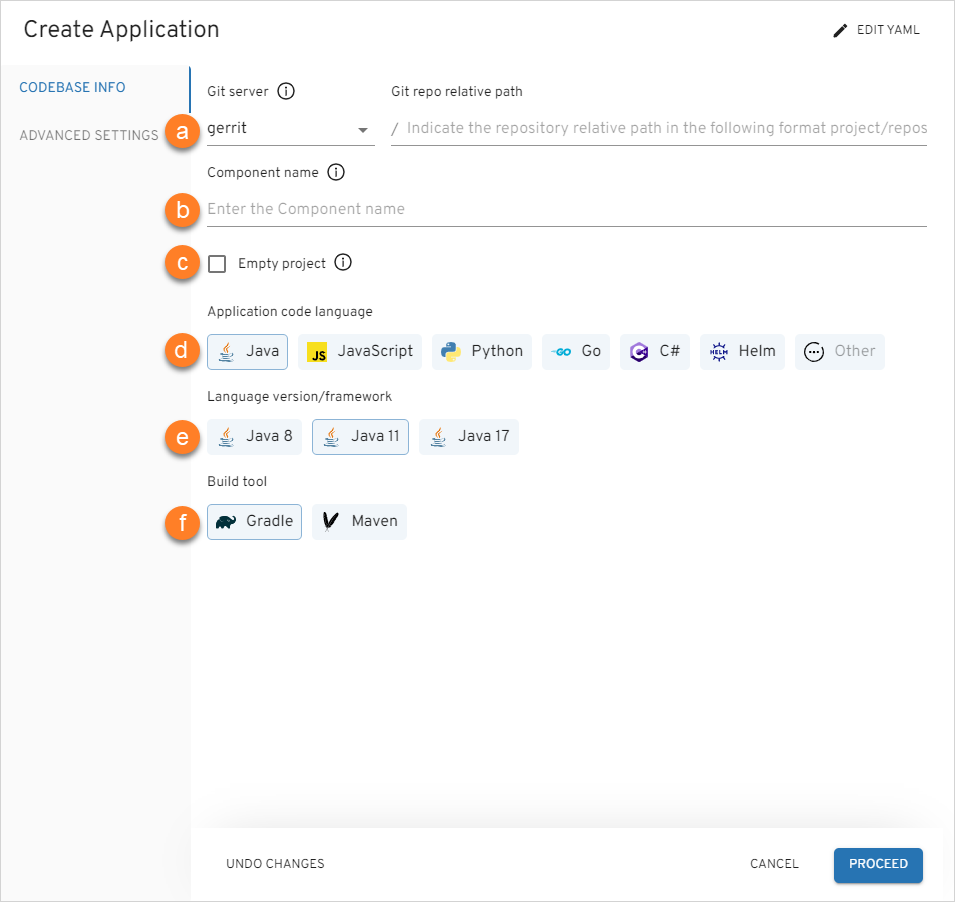 Create Application
EDIT YAML
CODEBASE INFO
ADVANCED SETTINGS
Git server
Git repo relative path
a
gerrit
/ Indicate the repository relative path in the following format project/repos
Component name
b
Enter the Component name
c
Empty project
Application code language
d
Java
JS JavaScript
Python
GO Go
C C#
HELM Helm
Other
Language version/framework
e
Java 8
Java 11
Java 17
Build tool
f
Gradle
Maven
UNDO CHANGES
CANCEL
PROCEED